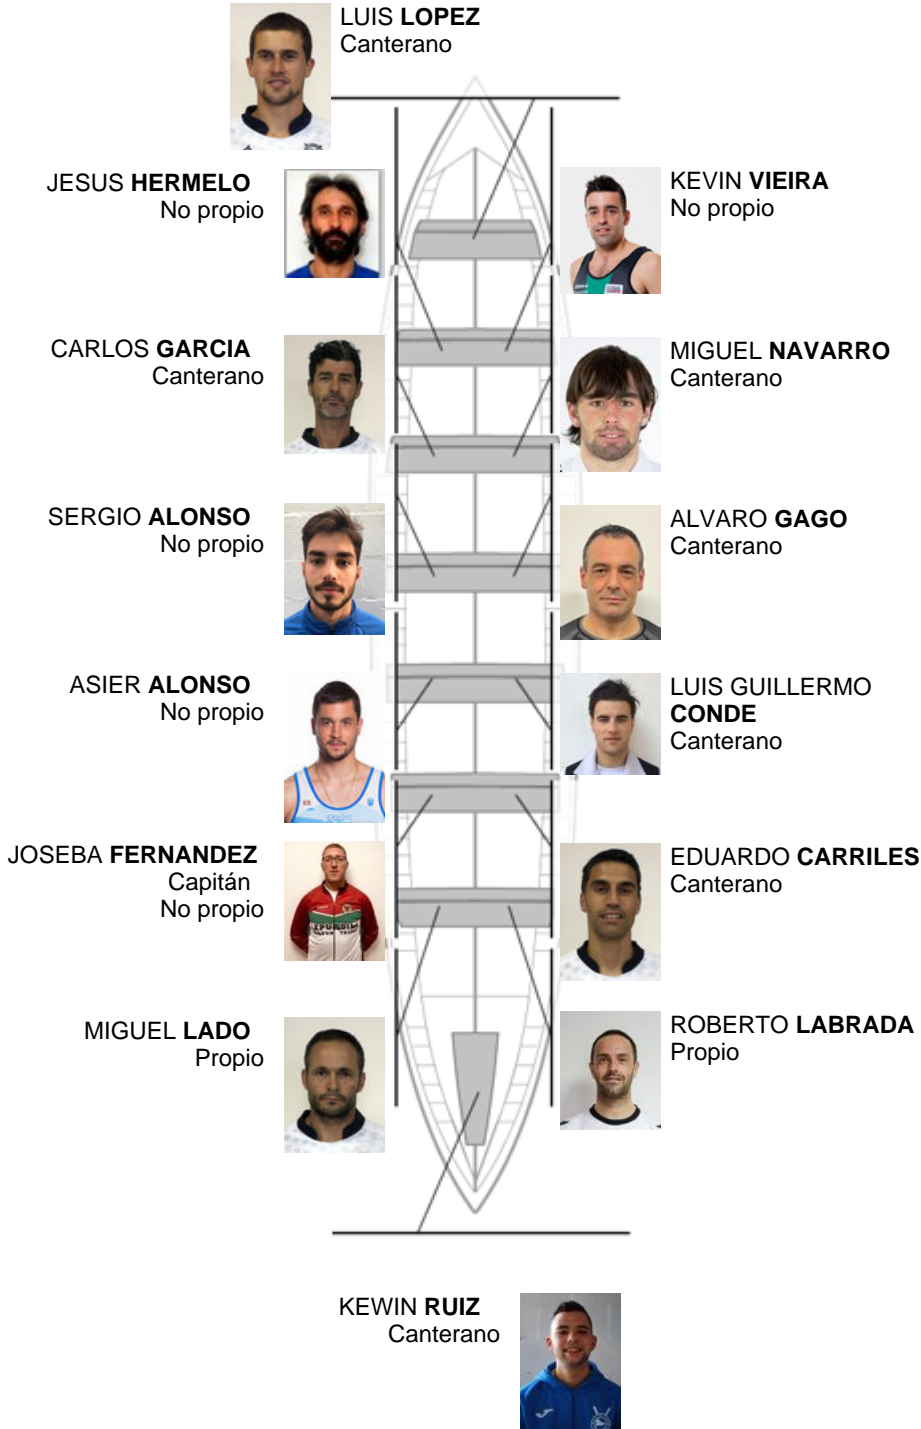 LUIS LOPEZ
Canterano
JESUS HERMELO
No propio
KEVIN VIEIRA
No propio
CARLOS GARCIA
Canterano
MIGUEL NAVARRO
Canterano
SERGIO ALONSO
No propio
ALVARO GAGO
Canterano
ASIER ALONSO
No propio
LUIS GUILLERMO
CONDE
Canterano
JOSEBA FERNANDEZ
Capitán
No propio
EDUARDO CARRILES
Canterano
MIGUEL LADO
Propio
ROBERTO LABRADA
Propio
KEWIN RUIZ
Canterano